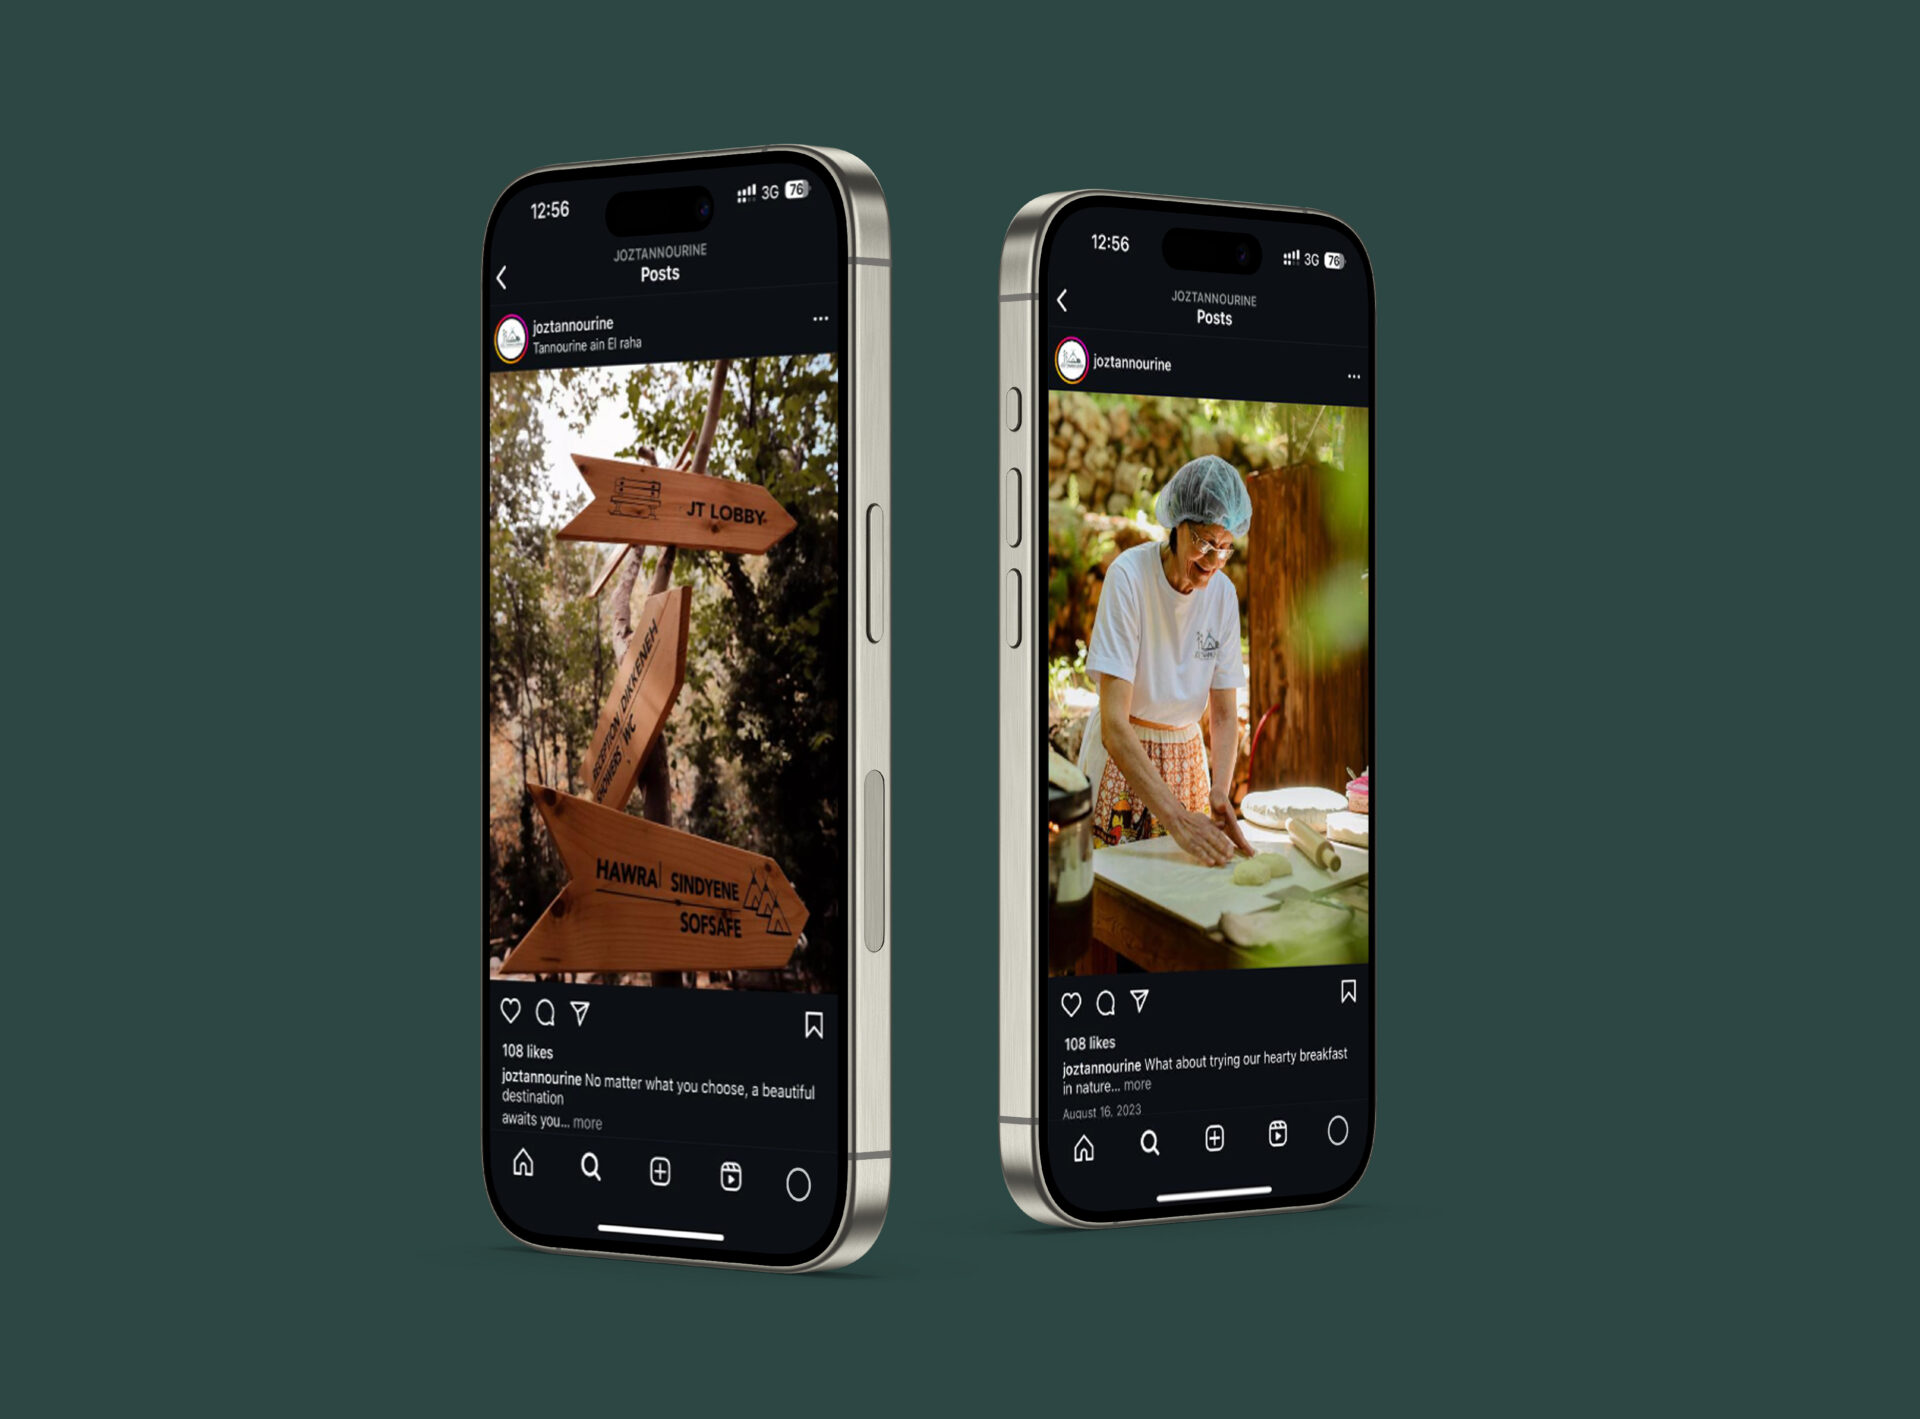 12:56
3G 76
JOZTANNOURINE
Posts
joztannourine
Tannourine ain El raha
JT LOBBY
RECEPTION DIKKENEH
SHOWERS WC
HAWRA SINDYENE
SOFSAFE
108 likes
joztannourine No matter what you choose, a beautiful
destination
awaits you... more
12:56
3G 76
JOZTANNOURINE
Posts
joztannourine
108 likes
joztannourine What about trying our hearty breakfast
in nature... more
August 16, 2023